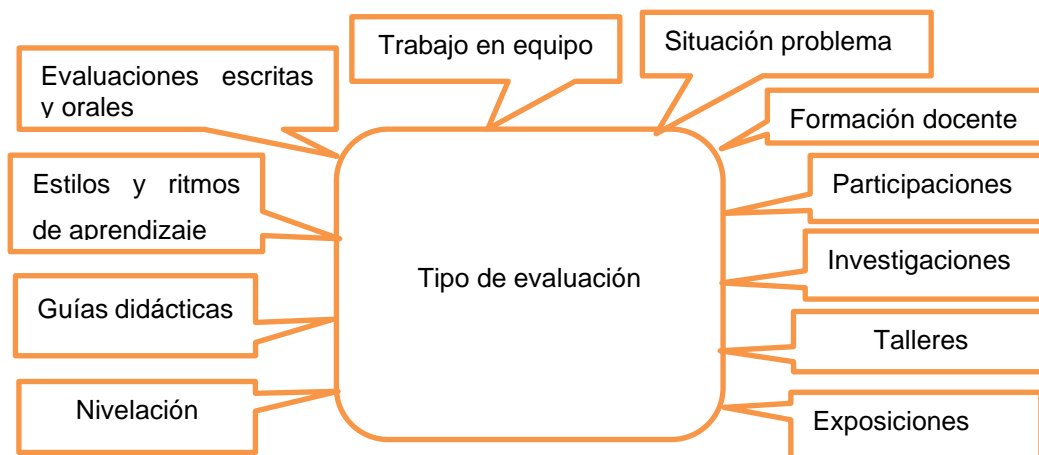 Trabajo en equipo
Situación problema
Evaluaciones escritas
y orales
Formación docente
Estilos y ritmos
de aprendizaje
Participaciones
Tipo de evaluación
Investigaciones
Guías didácticas
Talleres
Nivelación
Exposiciones